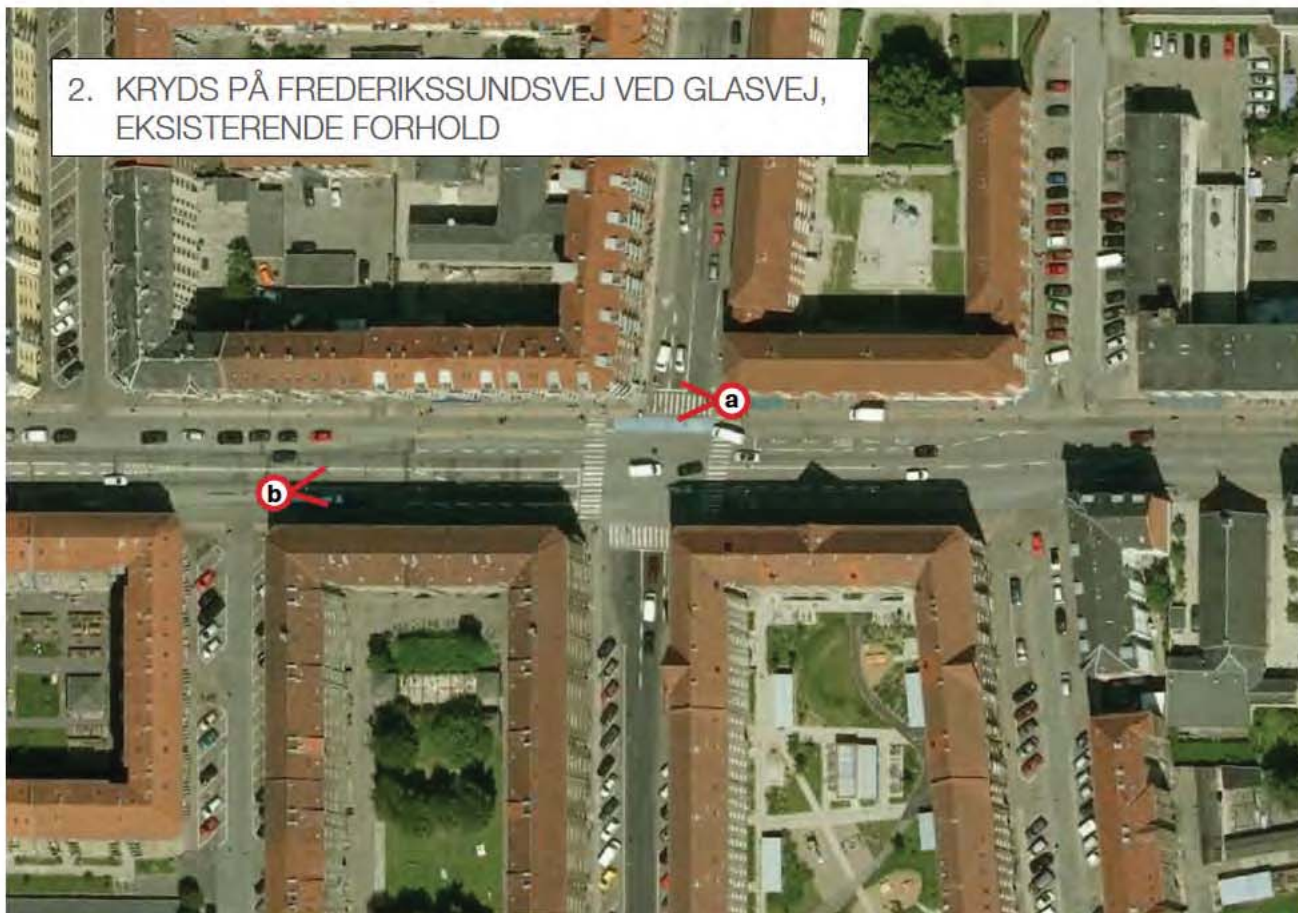 2. KRYDS PÅ FREDERIKSSUNDSVEJ VED GLASVEJ,
EKSISTERENDE FORHOLD
a
b